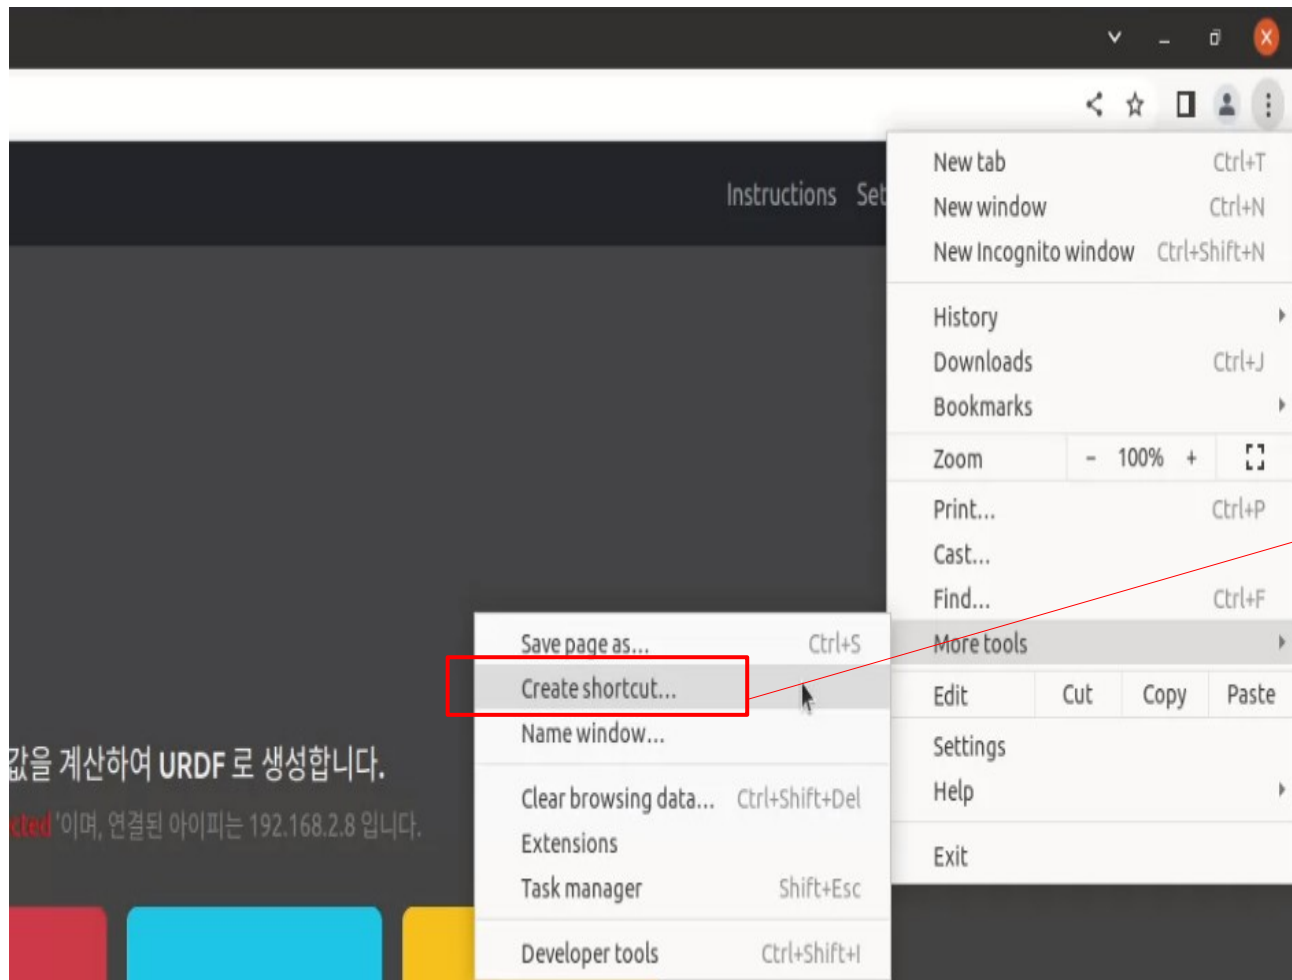 Instructions Set
New tab Ctrl+T
New window Ctrl+N
New Incognito window Ctrl+Shift+N
History
Downloads Ctrl+J
Bookmarks
Zoom - 100% +
Print... Ctrl+P
Cast...
Find... Ctrl+F
More tools
Edit Cut Copy Paste
Settings
Help
Exit
Save page as... Ctrl+S
Create shortcut...
Name window...
Clear browsing data... Ctrl+Shift+Del
Extensions
Task manager Shift+Esc
Developer tools Ctrl+Shift+I
값을 계산하여 URDF 로 생성합니다.
cted '이며, 연결된 아이피는 192.168.2.8 입니다.